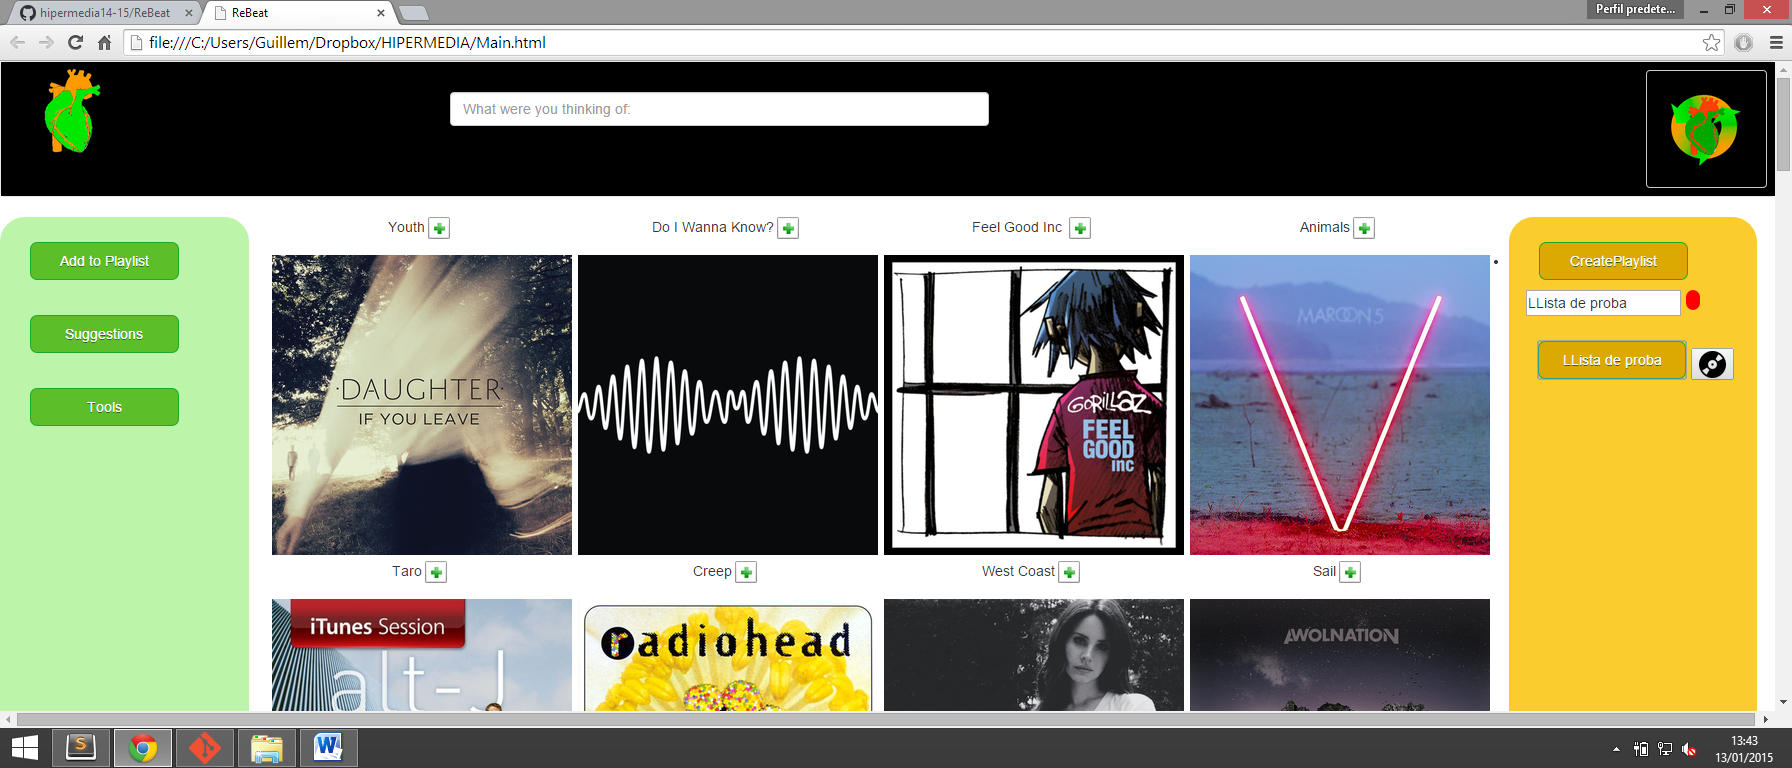 hipermedia14-15/ReBeat
ReBeat
Perfil predete...
file:///C:/Users/Guillem/Dropbox/HIPERMEDIA/Main.html
What were you thinking of:
Add to Playlist
Suggestions
Tools
Youth
Do I Wanna Know?
Feel Good Inc
Animals
·DAUGHTER·
IF YOU LEAVE
GORILLAZ
FEEL
GOOD
INC
MAROON 5
CreatePlaylist
LLista de proba
LLista de proba
Taro
Creep
West Coast
Sail
iTunes Session
alt-J
radiohead
AWOLNATION
13:43
13/01/2015